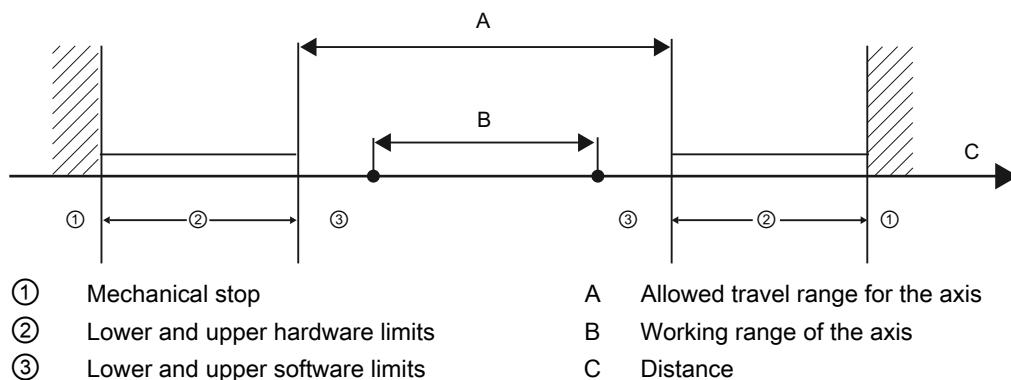 A
B
C
① ② ③ ③ ② ①
① Mechanical stop
② Lower and upper hardware limits
③ Lower and upper software limits
A Allowed travel range for the axis
B Working range of the axis
C Distance